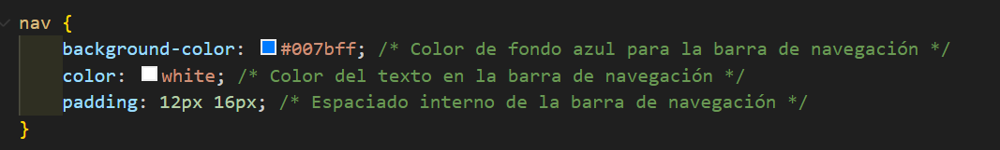 nav {
background-color: #007bff; /* Color de fondo azul para la barra de navegación */
color: white; /* Color del texto en la barra de navegación */
padding: 12px 16px; /* Espaciado interno de la barra de navegación */
}